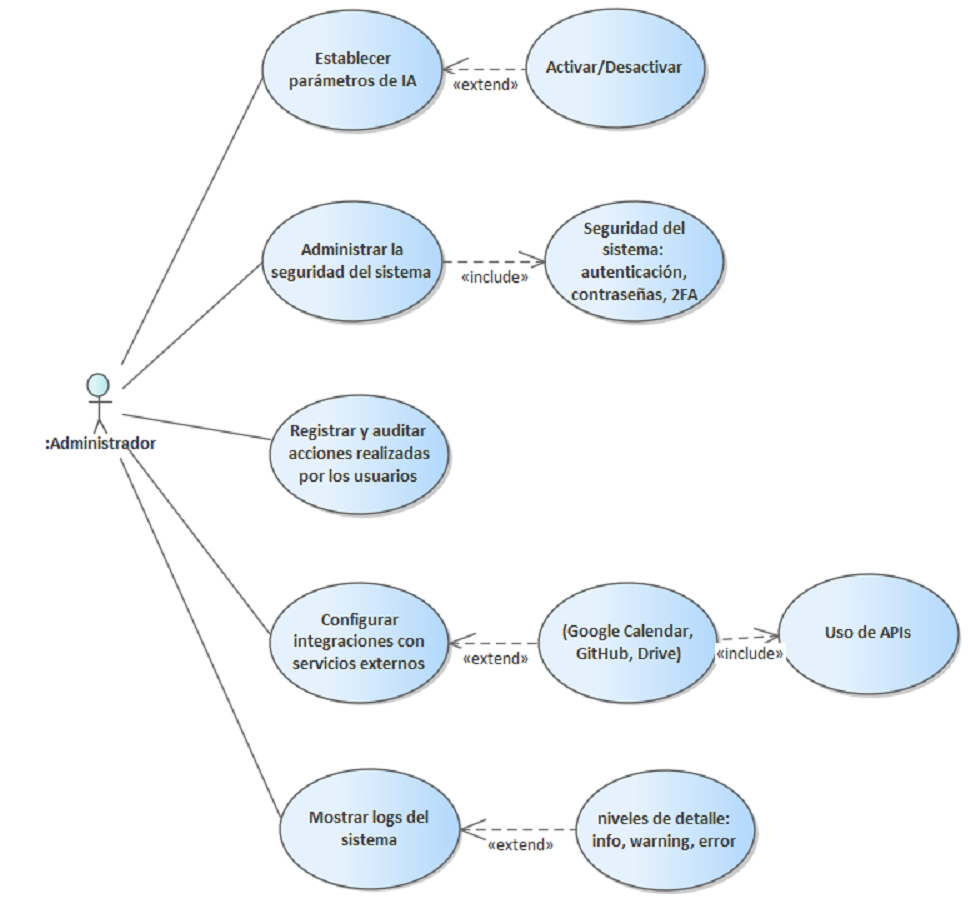 Establecer
parámetros de IA
«extend»
Activar/Desactivar
Administrar la
seguridad del sistema
«include»
Seguridad del
sistema:
autenticación,
contraseñas, 2FA
:Administrador
Registrar y auditar
acciones realizadas
por los usuarios
Configurar
integraciones con
servicios externos
«extend»
(Google Calendar,
GitHub, Drive)
«include»
Uso de APIs
Mostrar logs del
sistema
«extend»
niveles de detalle:
info, warning, error